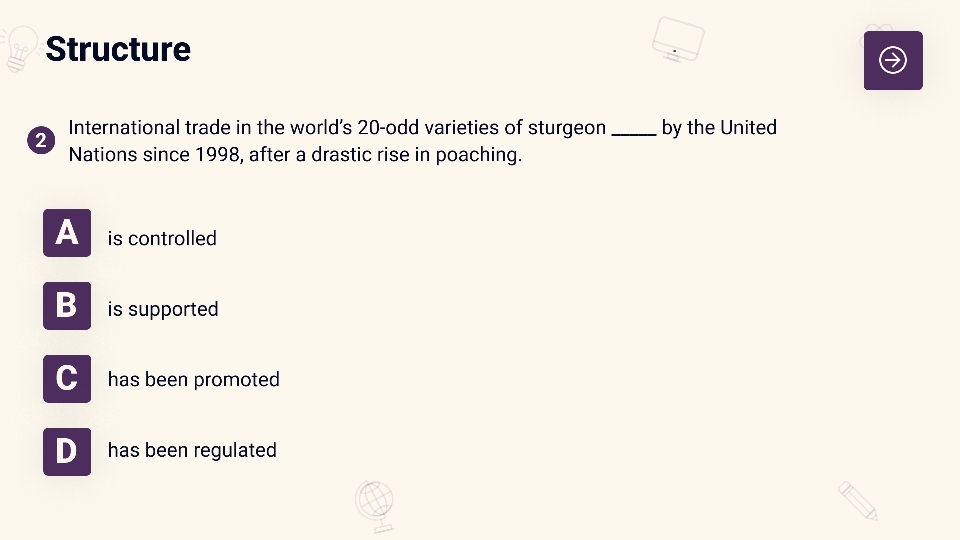 Structure
2
International trade in the world’s 20-odd varieties of sturgeon _____ by the United
Nations since 1998, after a drastic rise in poaching.
A
is controlled
B
is supported
C
has been promoted
D
has been regulated